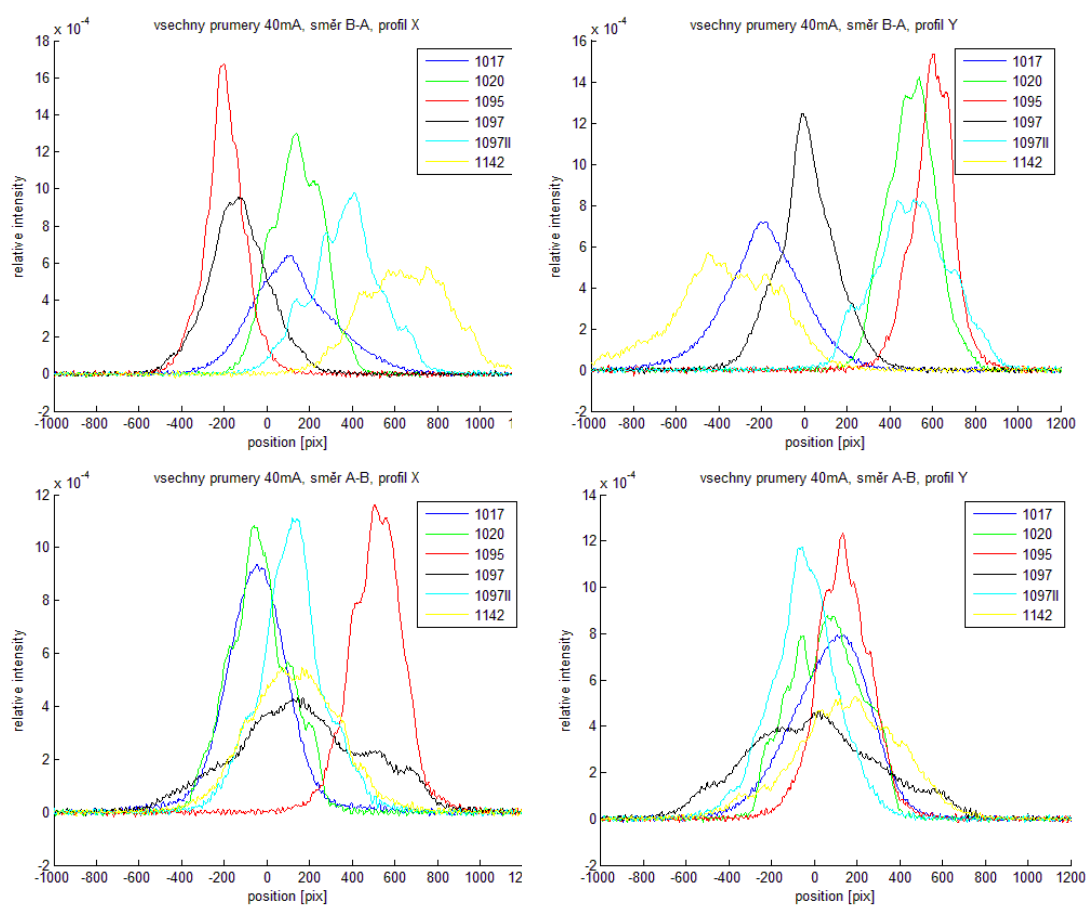 vsechny prumery 40mA, směr B-A, profil X
x 10-4
18
16
14
12
10
8
6
4
2
0
-2
relative intensity
1017
1020
1095
1097
1097II
1142
-1000 -800 -600 -400 -200 0 200 400 600 800 1000 1
position [pix]
vsechny prumery 40mA, směr B-A, profil Y
x 10-4
16
14
12
10
8
6
4
2
0
-2
relative intensity
1017
1020
1095
1097
1097II
1142
-1000 -800 -600 -400 -200 0 200 400 600 800 1000 1200
position [pix]
vsechny prumery 40mA, směr A-B, profil X
x 10-4
12
10
8
6
4
2
0
-2
relative intensity
1017
1020
1095
1097
1097II
1142
-1000 -800 -600 -400 -200 0 200 400 600 800 1000 120
position [pix]
vsechny prumery 40mA, směr A-B, profil Y
x 10-4
14
12
10
8
6
4
2
0
-2
relative intensity
1017
1020
1095
1097
1097II
1142
-1000 -800 -600 -400 -200 0 200 400 600 800 1000 1200
position [pix]